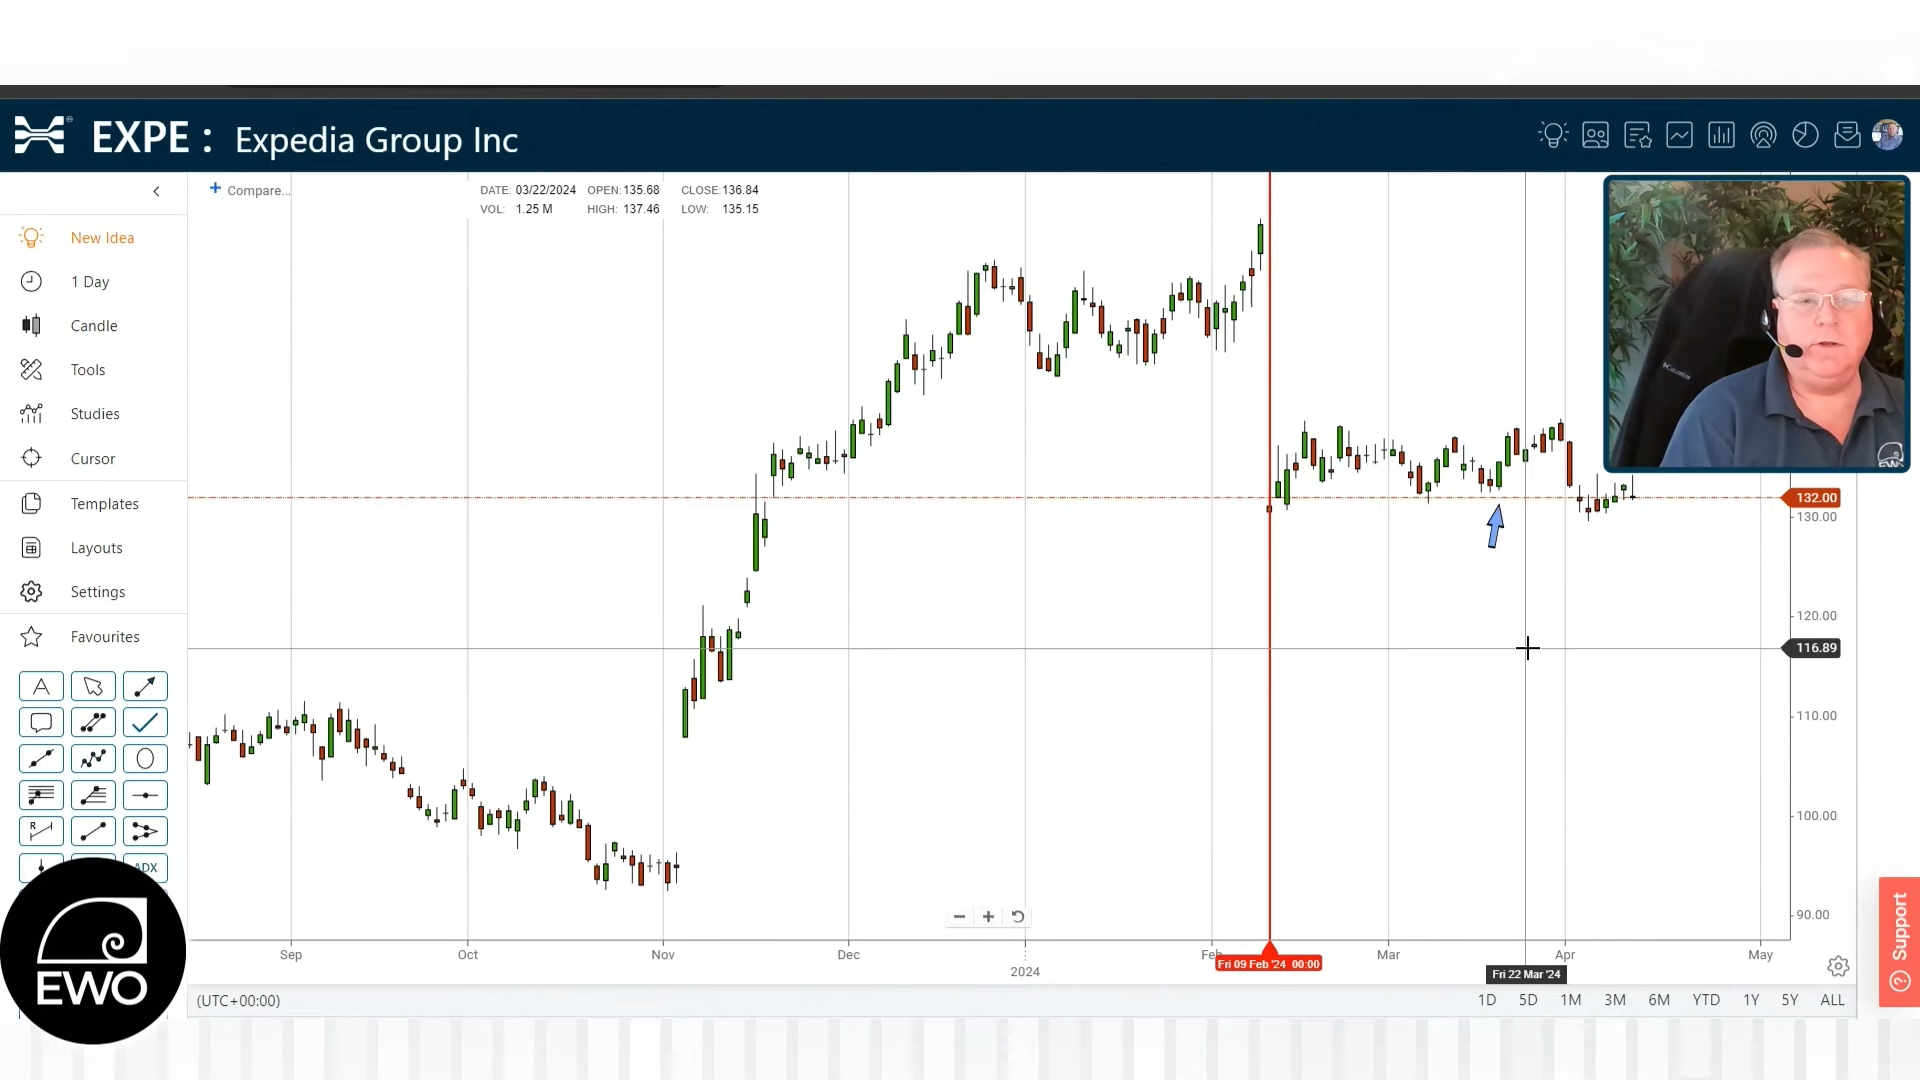 EXPE : Expedia Group Inc
+ Compare...
DATE: 03/22/2024 OPEN: 135.68 CLOSE: 136.84
VOL: 1.25 M HIGH: 137.46 LOW: 135.15
New Idea
1 Day
Candle
Tools
Studies
Cursor
Templates
Layouts
Settings
Favourites
A
R
ADX
EWO
Columbia
EWO
132.00
130.00
120.00
116.89
110.00
100.00
90.00
Sep Oct Nov Dec 2024 Feb Mar Apr May
Fri 09 Feb '24 00:00
Fri 22 Mar '24
(UTC+00:00)
1D 5D 1M 3M 6M YTD 1Y 5Y ALL
Support